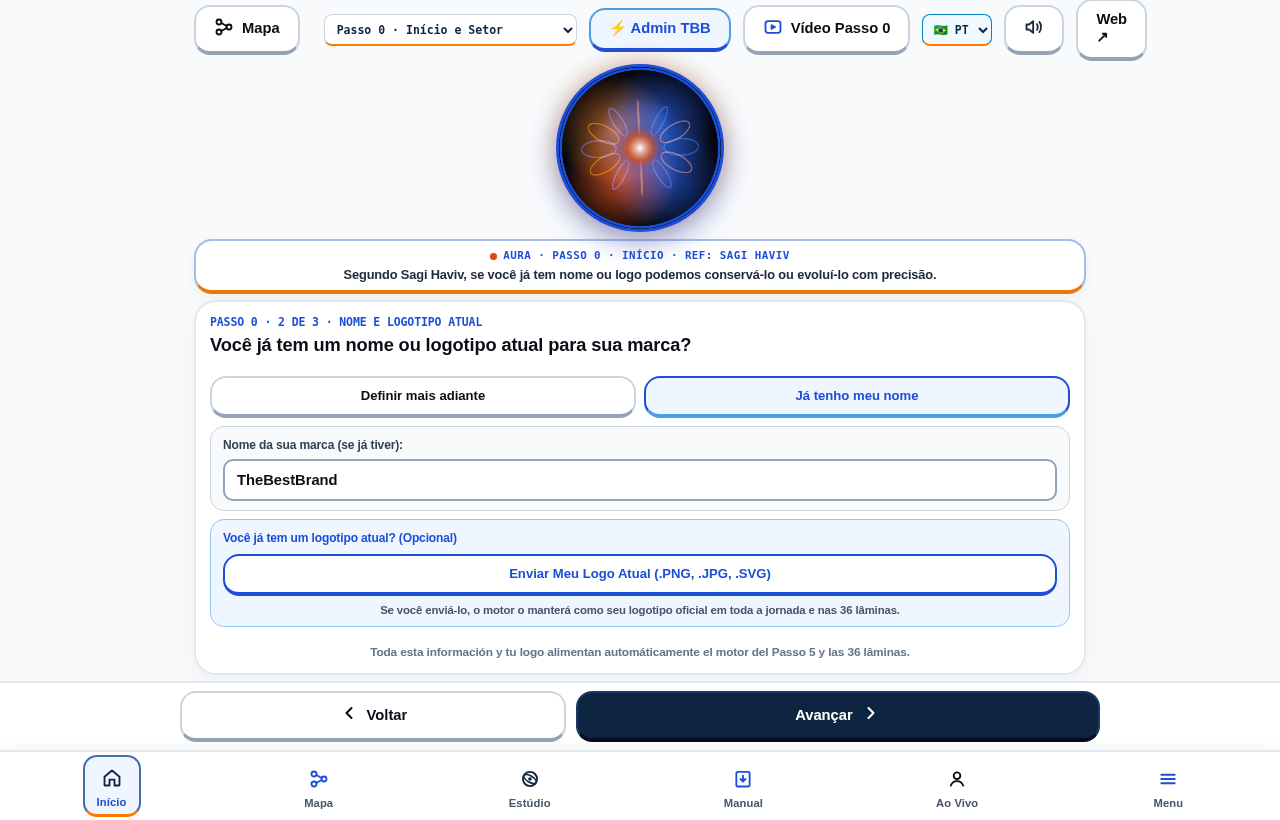 Mapa
Passo 0 · Início e Setor
⚡ Admin TBB
Vídeo Passo 0
🇧🇷 PT
Web ↗
AURA · PASSO 0 · INÍCIO · REF: SAGI HAVIV
Segundo Sagi Haviv, se você já tem nome ou logo podemos conservá-lo ou evoluí-lo com precisão.
PASSO 0 · 2 DE 3 · NOME E LOGOTIPO ATUAL
Você já tem um nome ou logotipo atual para sua marca?
Definir mais adiante
Já tenho meu nome
Nome da sua marca (se já tiver):
TheBestBrand
Você já tem um logotipo atual? (Opcional)
Enviar Meu Logo Atual (.PNG, .JPG, .SVG)
Se você enviá-lo, o motor o manterá como seu logotipo oficial em toda a jornada e nas 36 lâminas.
Toda esta información y tu logo alimentan automáticamente el motor del Passo 5 y las 36 lâminas.
Voltar
Avançar
Início
Mapa
Estúdio
Manual
Ao Vivo
Menu